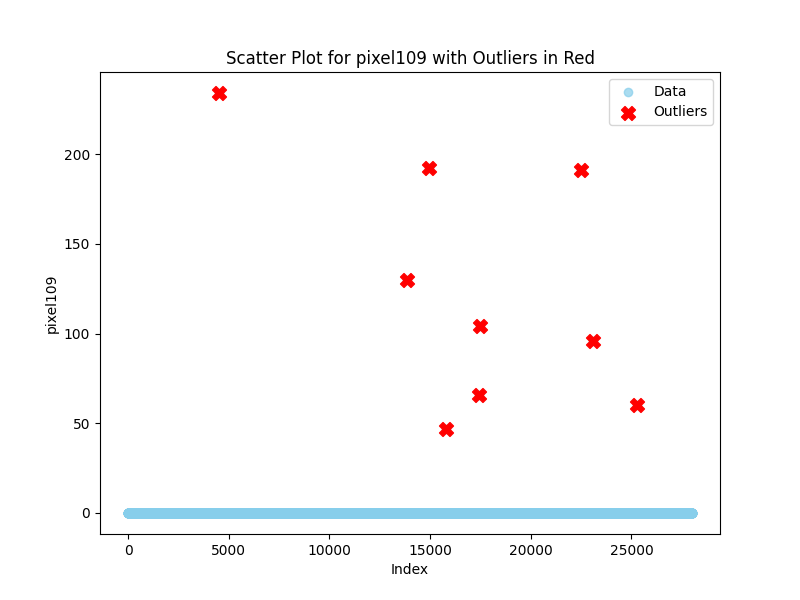 Scatter Plot for pixel109 with Outliers in Red
Data
Outliers
200
150
100
50
0
pixel109
0 5000 10000 15000 20000 25000
Index